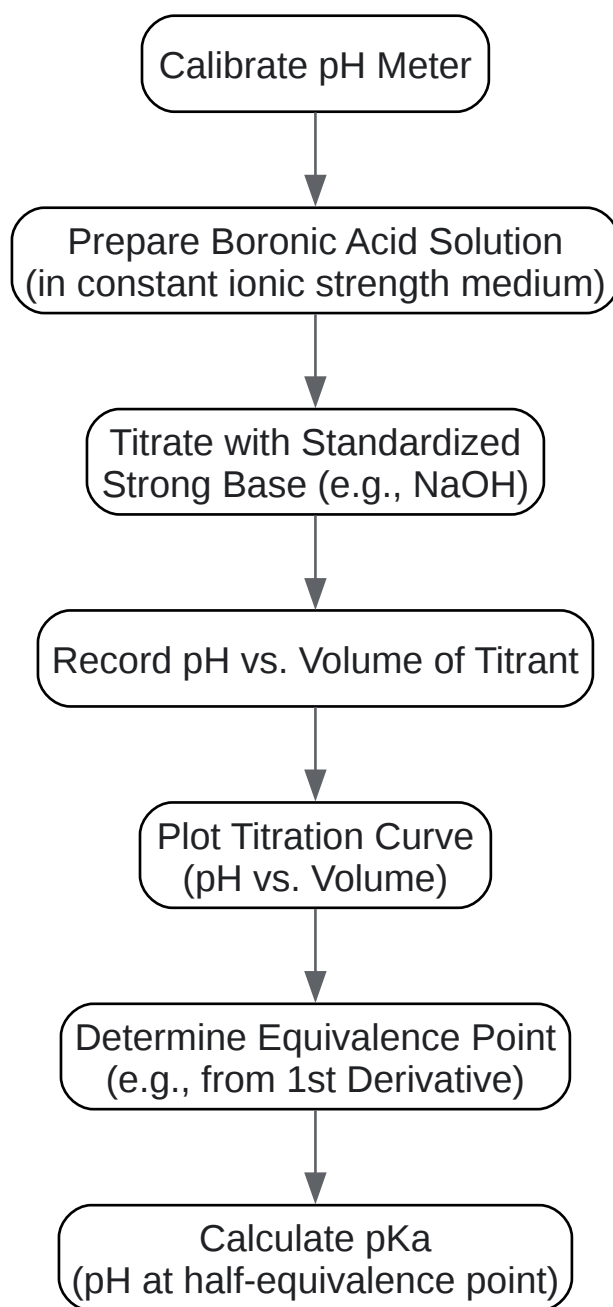 Calibrate pH Meter
Prepare Boronic Acid Solution
(in constant ionic strength medium)
Titrate with Standardized
Strong Base (e.g., NaOH)
Record pH vs. Volume of Titrant
Plot Titration Curve
(pH vs. Volume)
Determine Equivalence Point
(e.g., from 1st Derivative)
Calculate pKa
(pH at half-equivalence point)